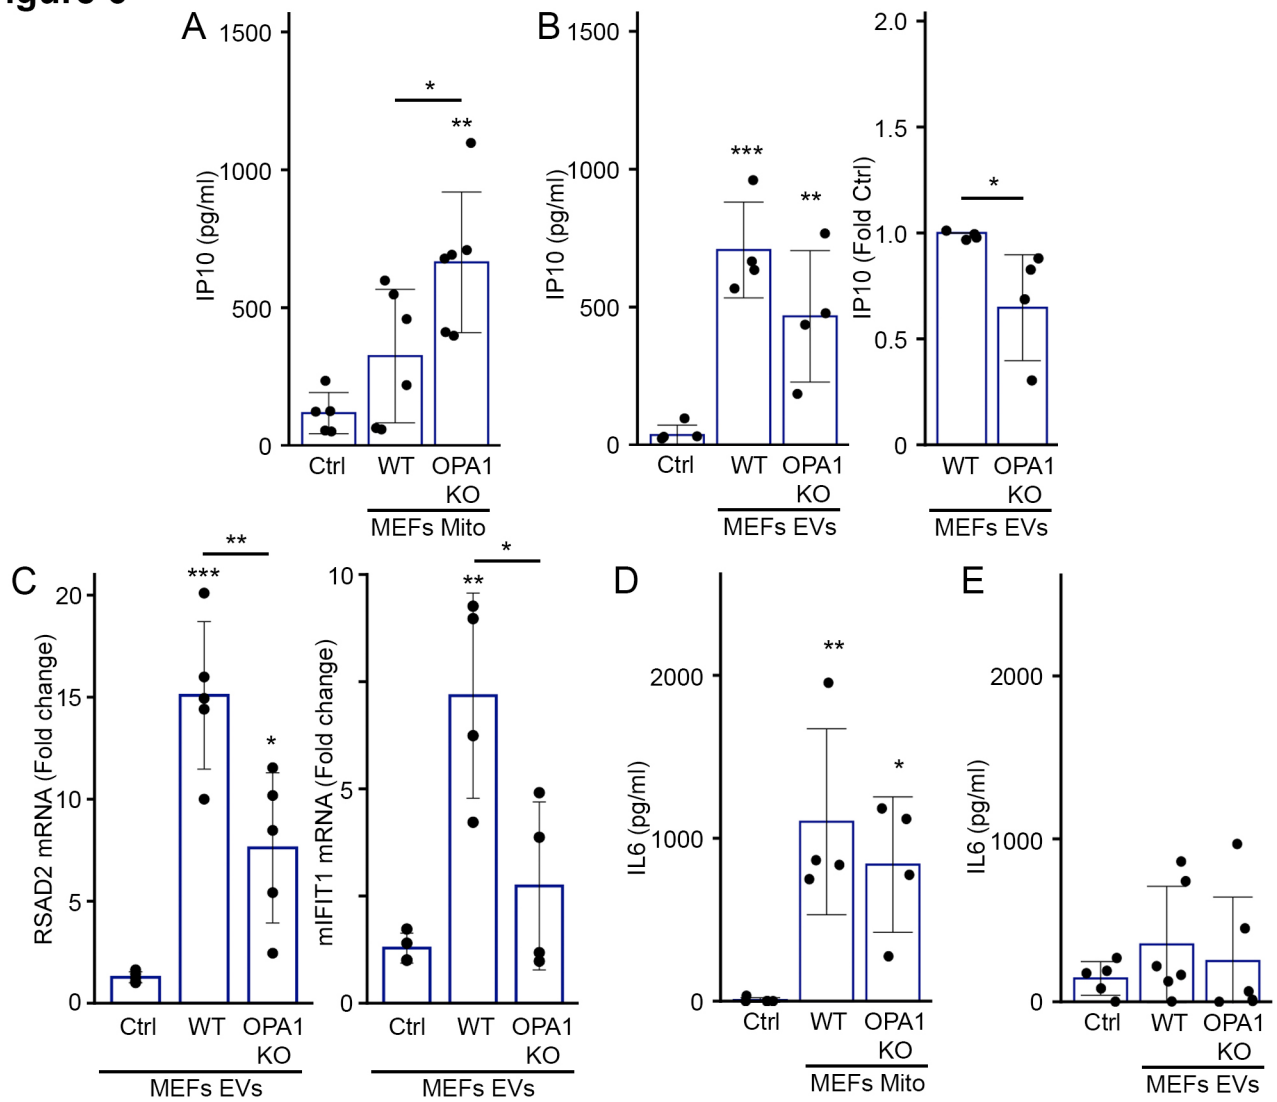 A
1500
1000
500
0
IP10 (pg/ml)
*
**
Ctrl
WT
OPA1
KO
MEFs Mito
B
1500
1000
500
0
IP10 (pg/ml)
***
**
Ctrl
WT
OPA1
KO
MEFs EVs
2.0
1.5
1.0
0.5
0
IP10 (Fold Ctrl)
*
WT
OPA1
KO
MEFs EVs
C
20
15
10
5
0
RSAD2 mRNA (Fold change)
**
***
*
Ctrl
WT
OPA1
KO
MEFs EVs
10
5
0
mIFIT1 mRNA (Fold change)
*
**
Ctrl
WT
OPA1
KO
MEFs EVs
D
2000
1000
0
IL6 (pg/ml)
**
*
Ctrl
WT
OPA1
KO
MEFs Mito
E
2000
1000
0
IL6 (pg/ml)
Ctrl
WT
OPA1
KO
MEFs EVs